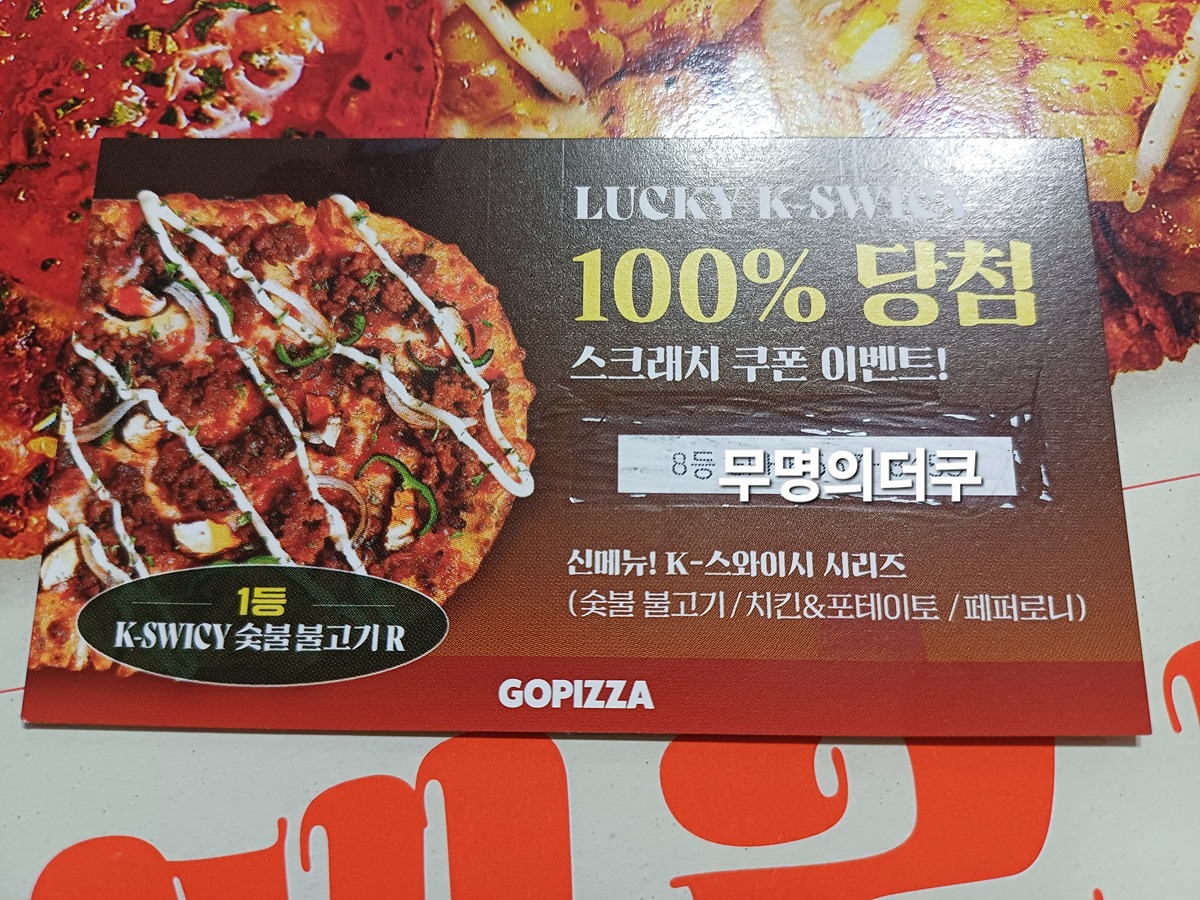 LUCKY K-SWICY
100% 당첨
스크래치 쿠폰 이벤트!
8등
무명의더쿠
신메뉴! K-스와이시 시리즈
(숯불 불고기/치킨&포테이토 /페퍼로니)
1등
K-SWICY 숯불 불고기 R
GOPIZZA